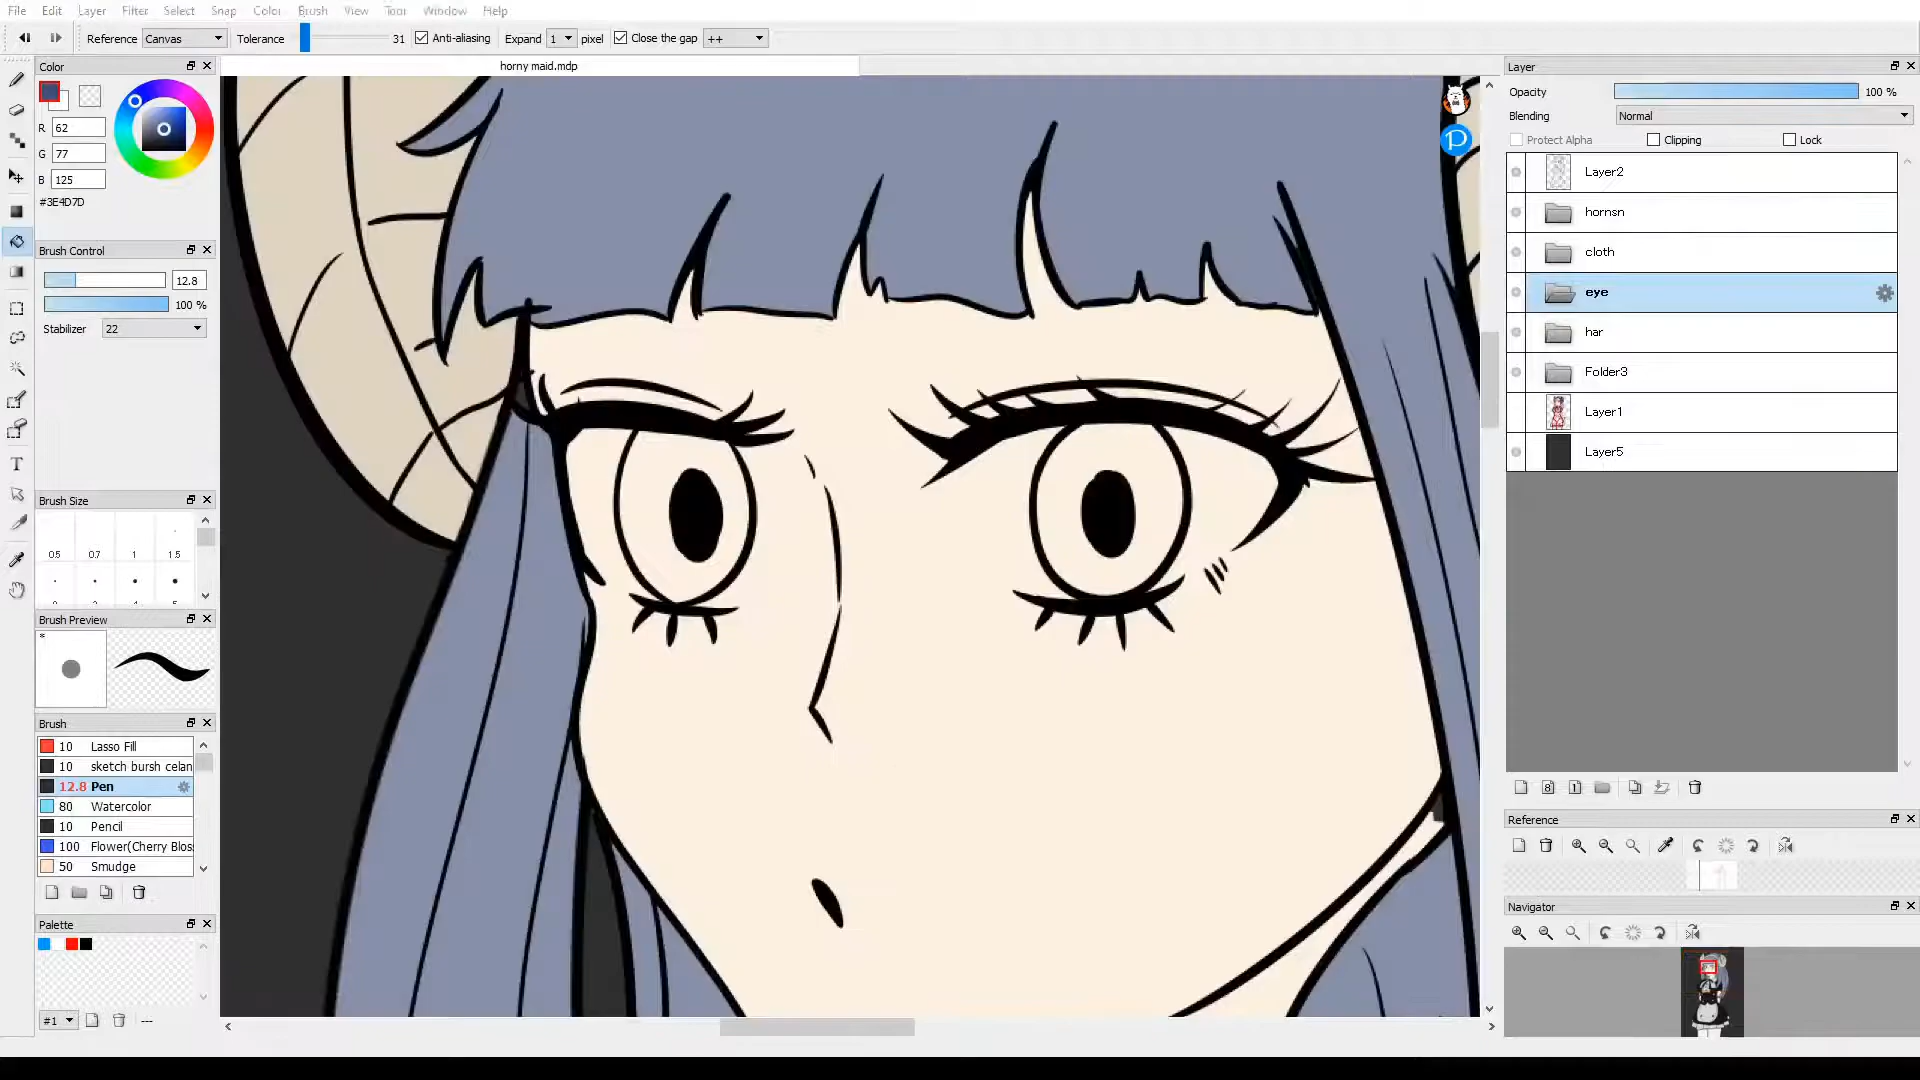 File Edit Layer Filter Select Snap Color Brush View Tool Window Help
Reference Canvas Tolerance 31 Anti-aliasing Expand 1 pixel Close the gap ++
Color
horny maid.mdp
R 62
G 77
B 125
#3E4D7D
Brush Control
12.8
100 %
Stabilizer 22
Brush Size
0.5 0.7 1 1.5
Brush Preview
*
Brush
10 Lasso Fill
10 sketch bursh celan
12.8 Pen
80 Watercolor
10 Pencil
100 Flower(Cherry Blos
50 Smudge
Palette
#1 ---
P
Layer
Opacity 100 %
Blending Normal
Protect Alpha Clipping Lock
Layer2
hornsn
cloth
eye
har
Folder3
Layer1
Layer5
8 1
Reference
Navigator